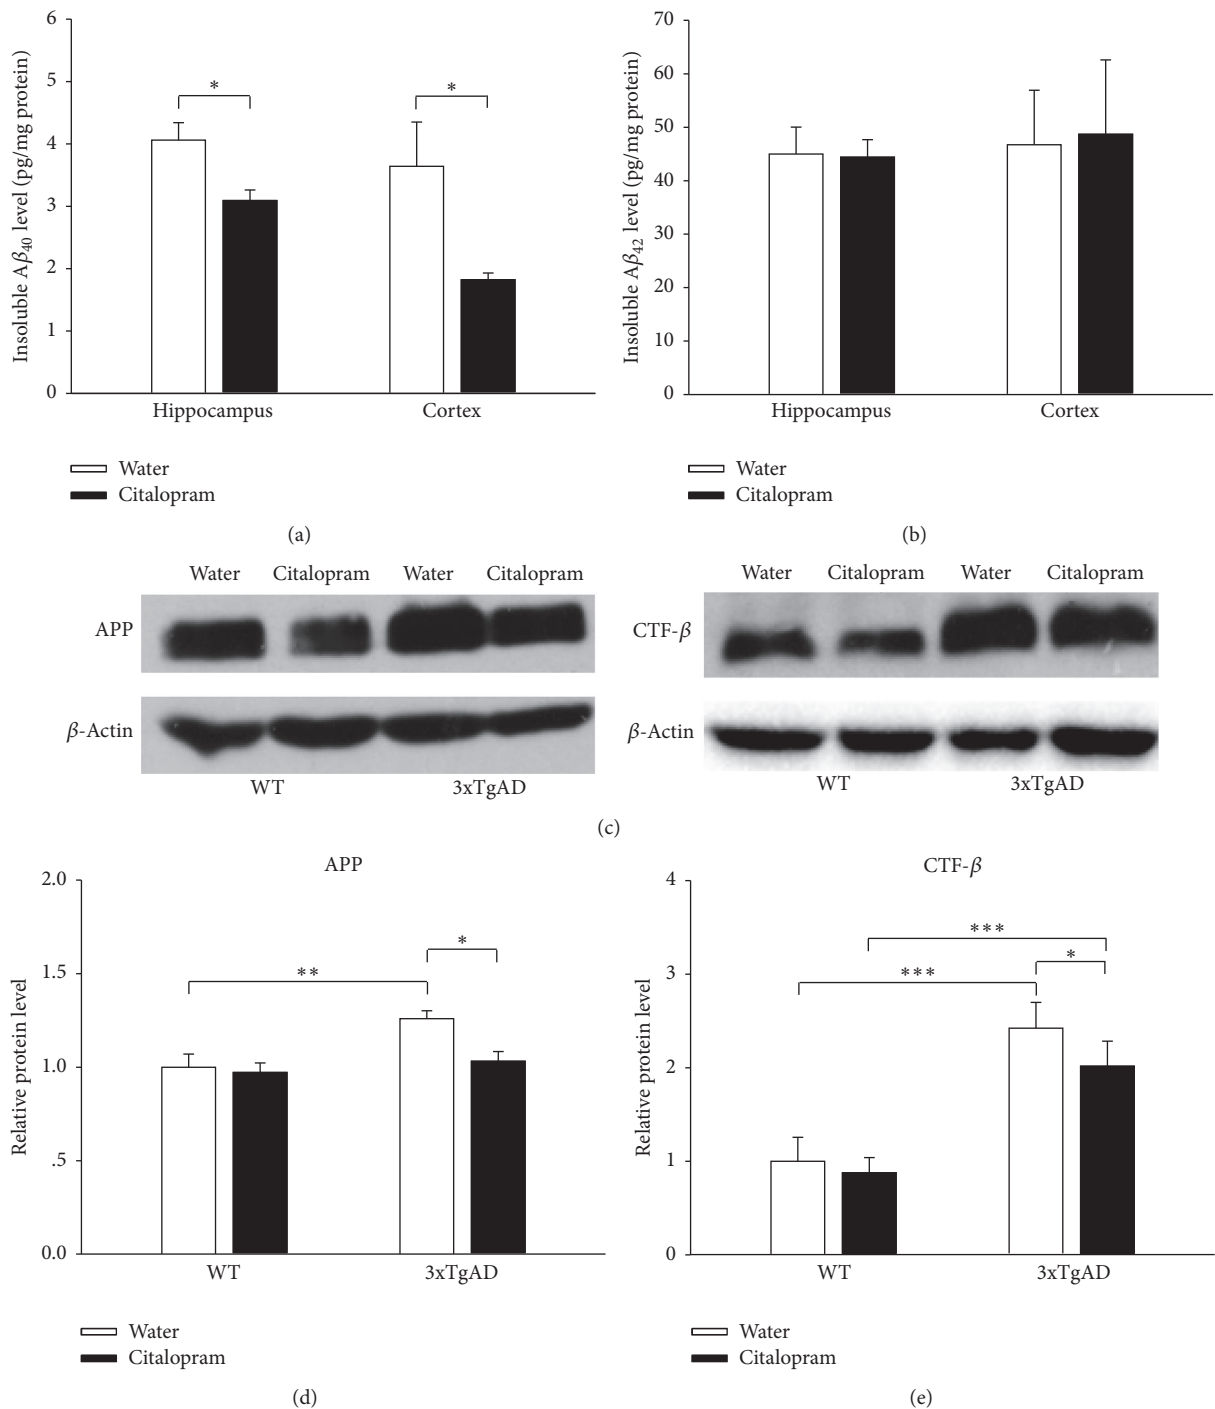 Insoluble Aβ40 level (pg/mg protein)
6
5
4
3
2
1
0
*
*
Hippocampus
Cortex
Water
Citalopram
(a)
Insoluble Aβ42 level (pg/mg protein)
70
60
50
40
30
20
10
0
Hippocampus
Cortex
Water
Citalopram
(b)
Water Citalopram Water Citalopram
APP
β-Actin
WT 3xTgAD
Water Citalopram Water Citalopram
CTF-β
β-Actin
WT 3xTgAD
(c)
APP
Relative protein level
2.0
1.5
1.0
.5
0.0
**
*
WT
3xTgAD
Water
Citalopram
(d)
CTF-β
Relative protein level
4
3
2
1
0
***
***
*
WT
3xTgAD
Water
Citalopram
(e)